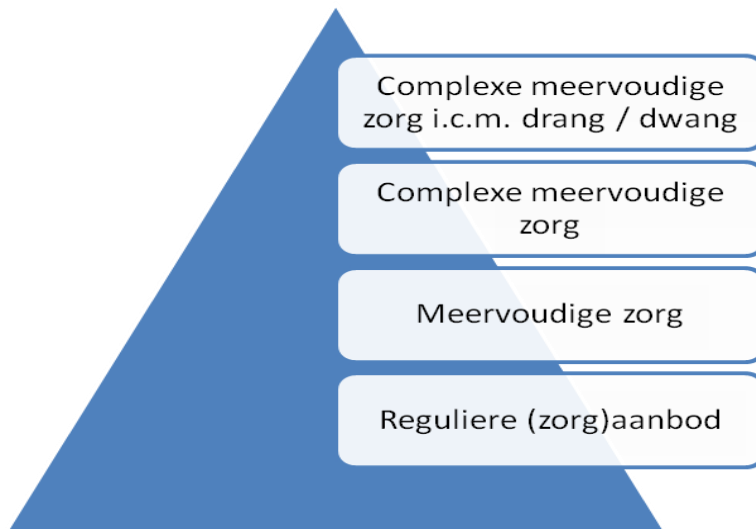 Complexe meervoudige
zorg i.c.m. drang / dwang
Complexe meervoudige
zorg
Meervoudige zorg
Reguliere (zorg)aanbod